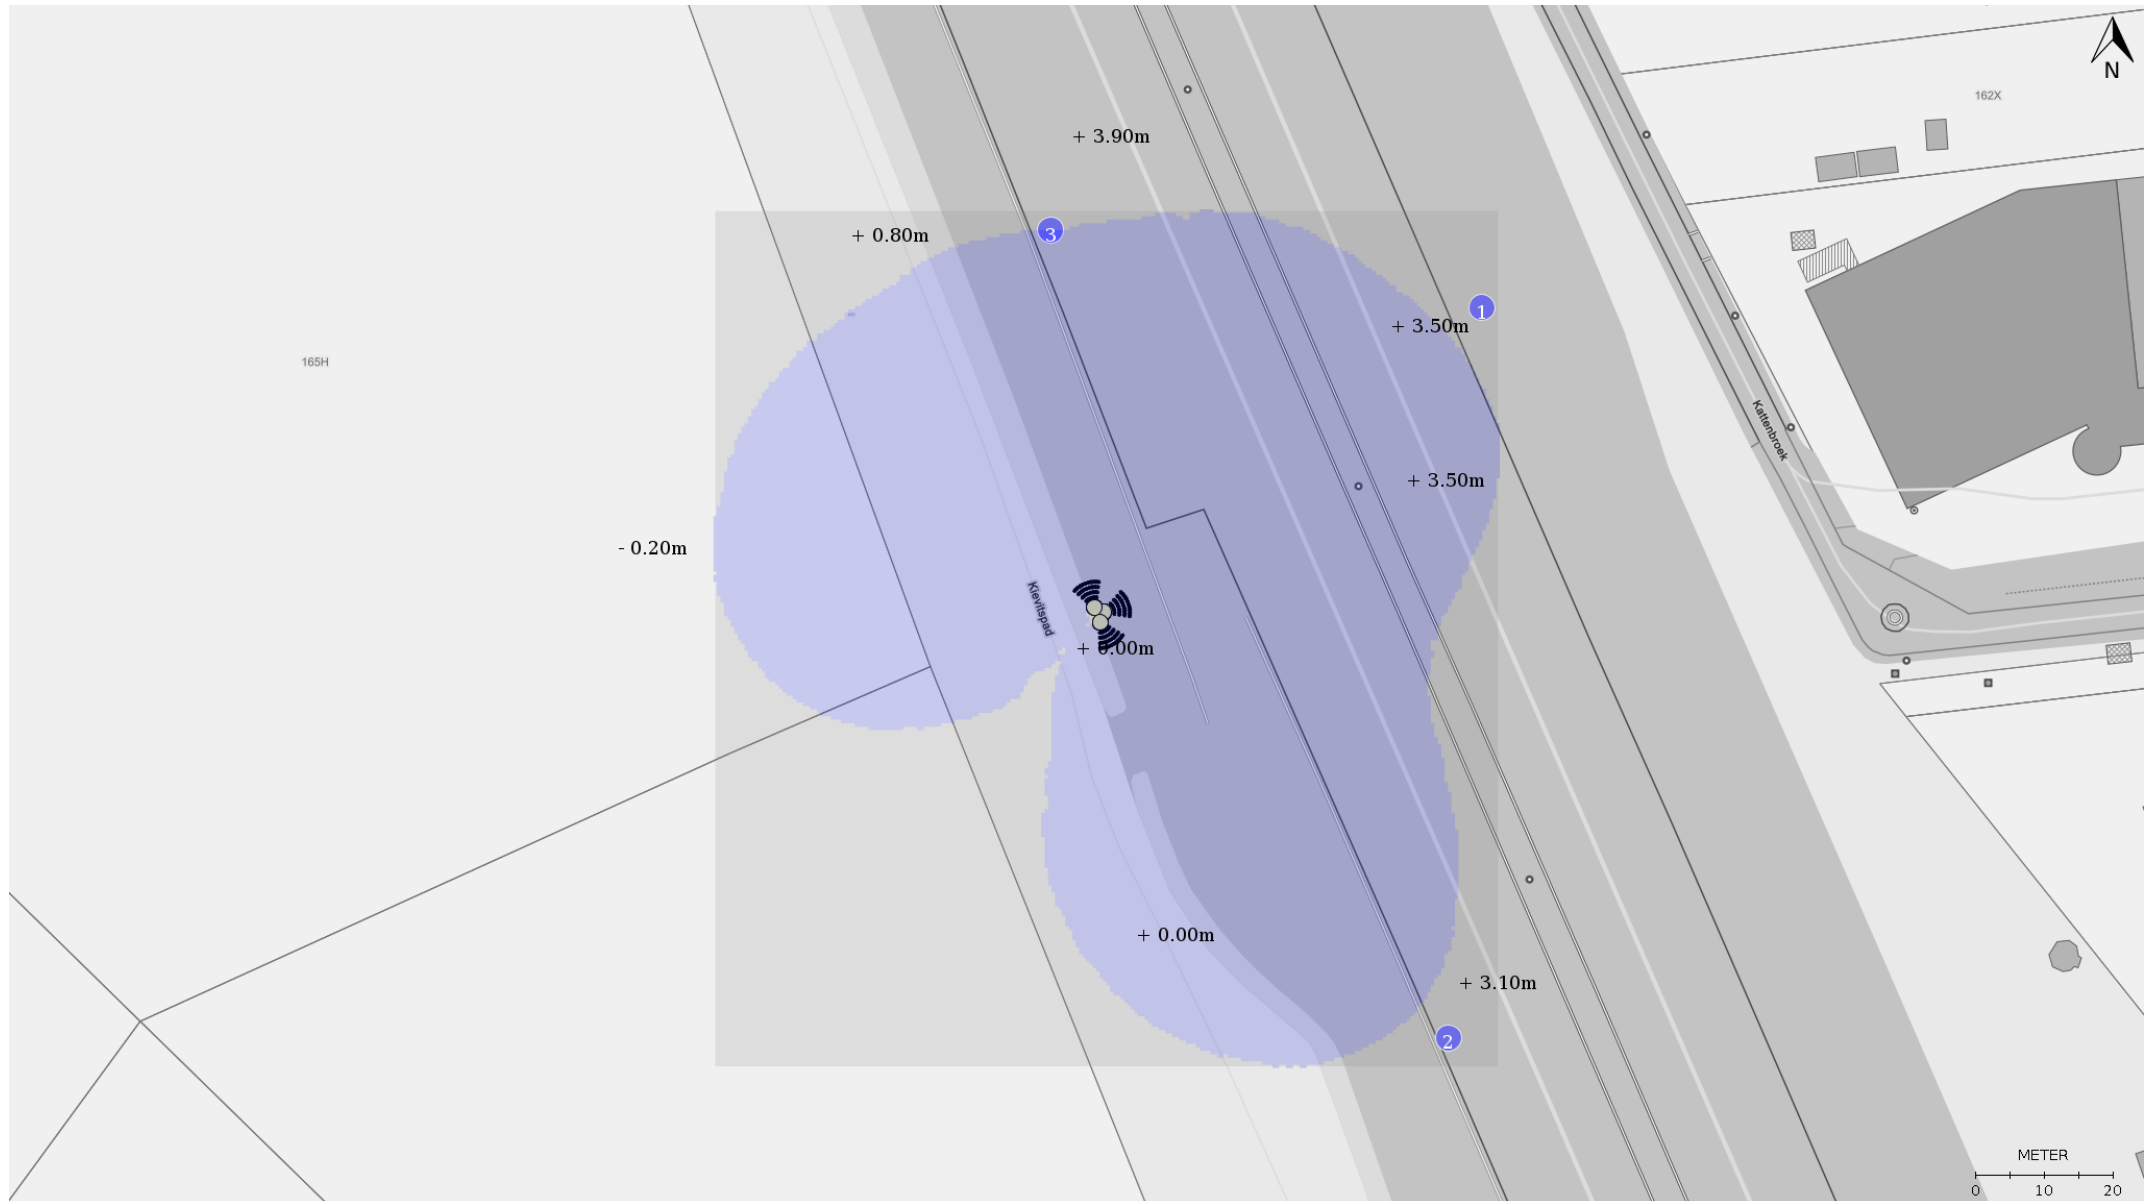 N
162X
+ 3.90m
+ 0.80m
3
1
+ 3.50m
165H
Kattenbroek
+ 3.50m
- 0.20m
Kievitspad
+ 0.00m
+ 0.00m
+ 3.10m
2
METER
0 10 20